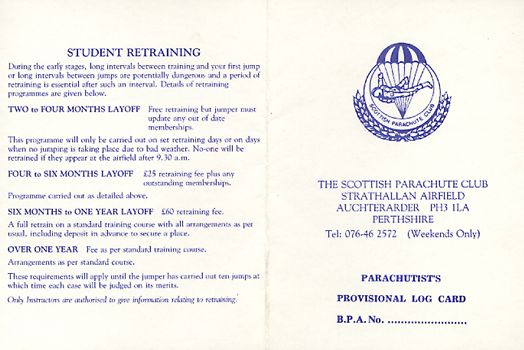 STUDENT RETRAINING
During the early stages, long intervals between training and your first jump
or long intervals between jumps are potentially dangerous and a period of
retraining is essential after such an interval. Details of retraining
programmes are given below.
TWO to FOUR MONTHS LAYOFF Free retraining but jumper must
update any out of date
memberships.
This programme will only be carried out on set retraining days or on days
when no jumping is taking place due to bad weather. No-one will be
retrained if they appear at the airfield after 9.30 a.m.
FOUR to SIX MONTHS LAYOFF £25 retraining fee plus any
outstanding memberships.
Programme carried out as detailed above.
SIX MONTHS to ONE YEAR LAYOFF £60 retraining fee.
A full retrain on a standard training course with all arrangements as per
usual, including deposit in advance to secure a place.
OVER ONE YEAR Fee as per standard training course.
Arrangements as per standard course.
These requirements will apply until the jumper has carried out ten jumps at
which time each case will be judged on its merits.
Only Instructors are authorised to give information relating to retraining.
SCOTTISH PARACHUTE CLUB
THE SCOTTISH PARACHUTE CLUB
STRATHALLAN AIRFIELD
AUCHTERARDER PH3 1LA
PERTHSHIRE
Tel: 076-46 2572 (Weekends Only)
PARACHUTIST'S
PROVISIONAL LOG CARD
B.P.A. No. ........................